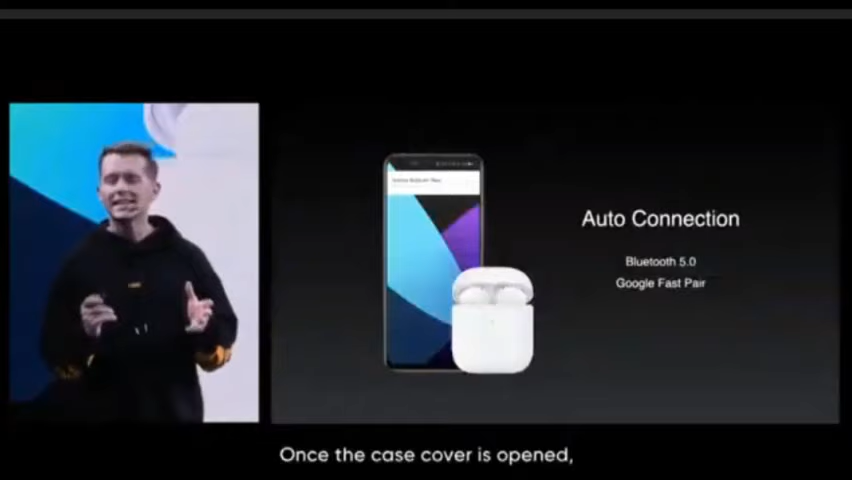 Auto Connection
Bluetooth 5.0
Google Fast Pair
Once the case cover is opened,